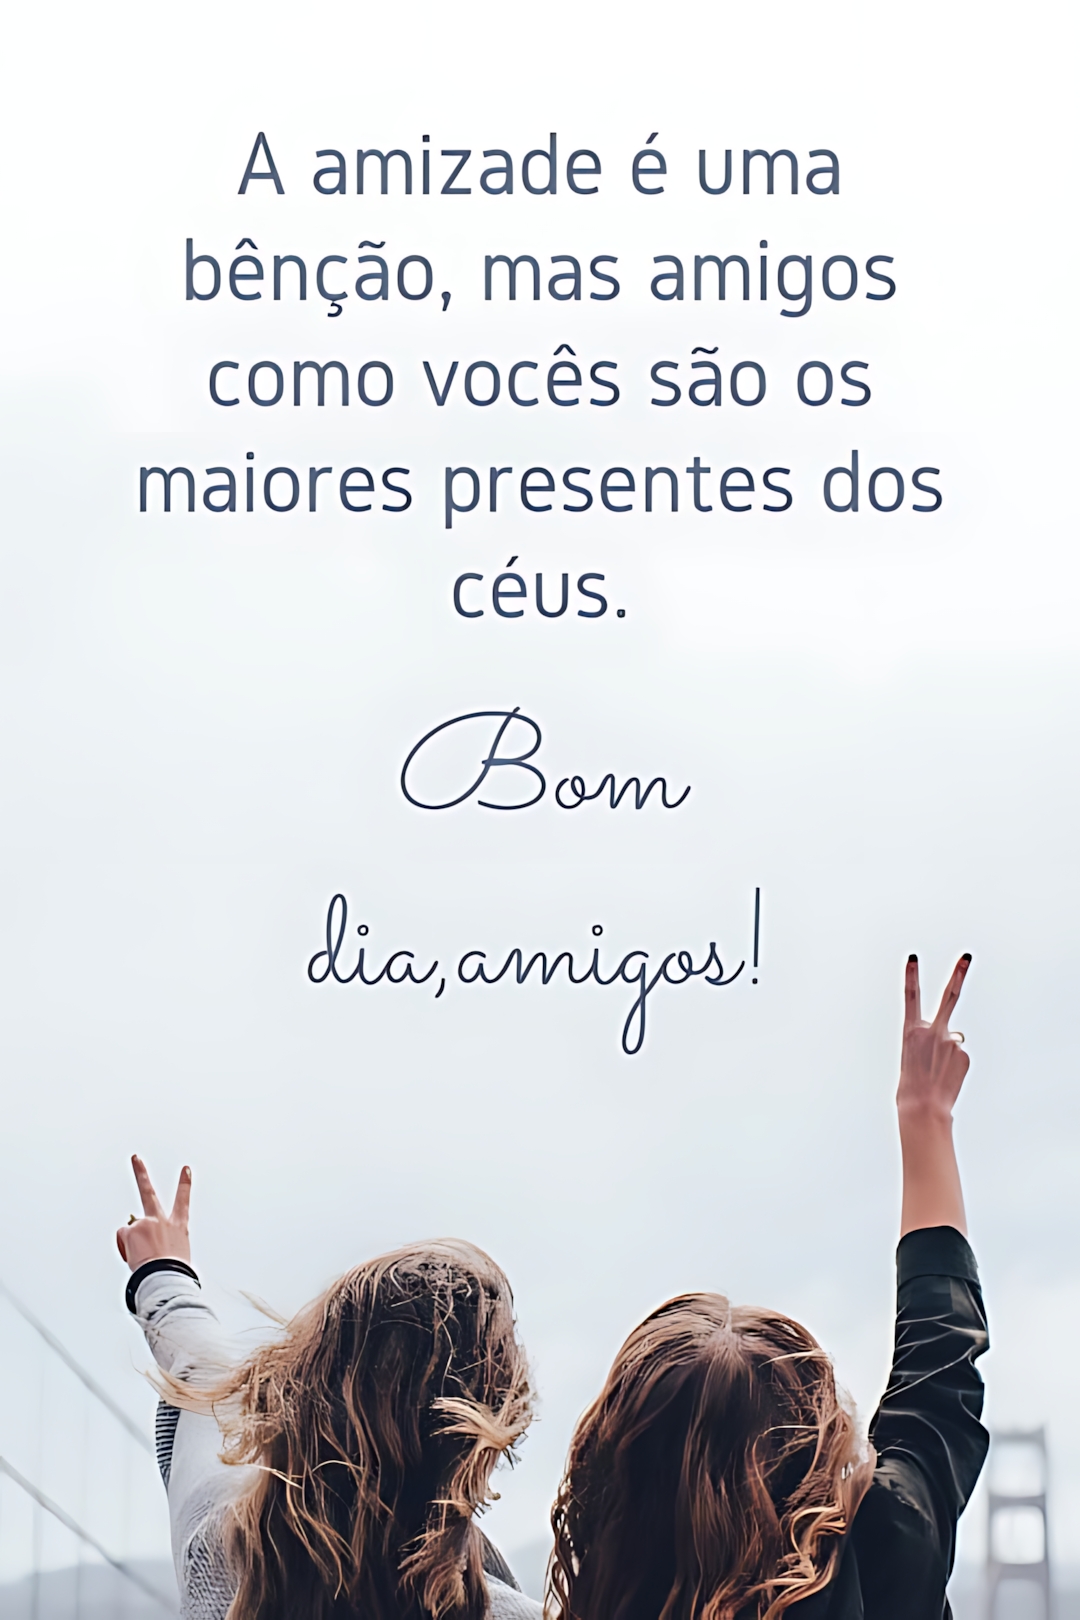 A amizade é uma
bênção, mas amigos
como vocês são os
maiores presentes dos
céus.
Bom
dia,amigos!